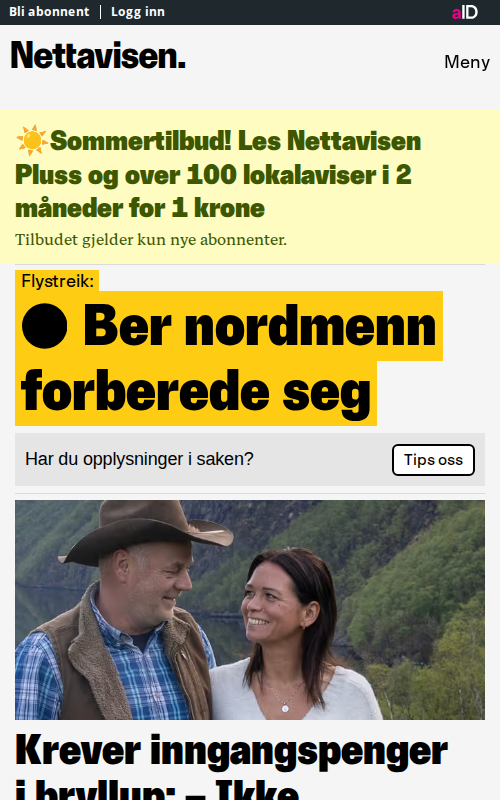 Bli abonnent
Logg inn
aID
Nettavisen.
Meny
Sommertilbud! Les Nettavisen
Pluss og over 100 lokalaviser i 2
måneder for 1 krone
Tilbudet gjelder kun nye abonnenter.
Flystreik:
Ber nordmenn
forberede seg
Har du opplysninger i saken?
Tips oss
Krever inngangspenger
i bryllup: – Ikke